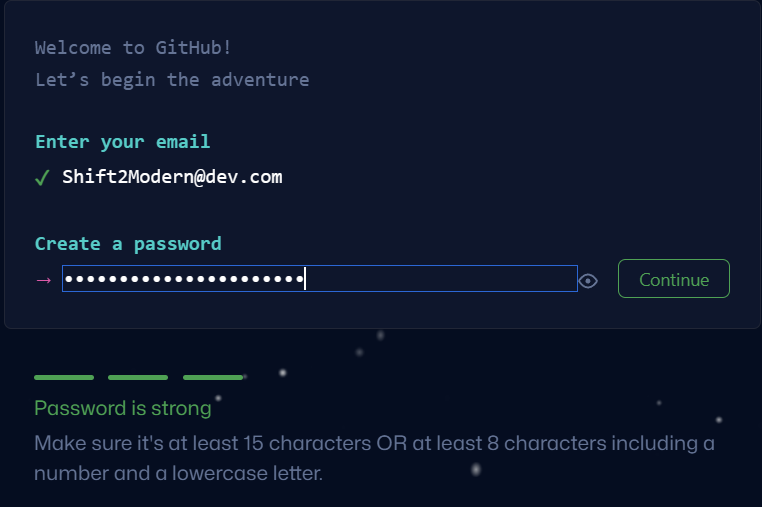 Welcome to GitHub!
Let’s begin the adventure
Enter your email
✓ Shift2Modern@dev.com
Create a password
→ ••••••••••••••••••••••
Continue
Password is strong
Make sure it's at least 15 characters OR at least 8 characters including a
number and a lowercase letter.